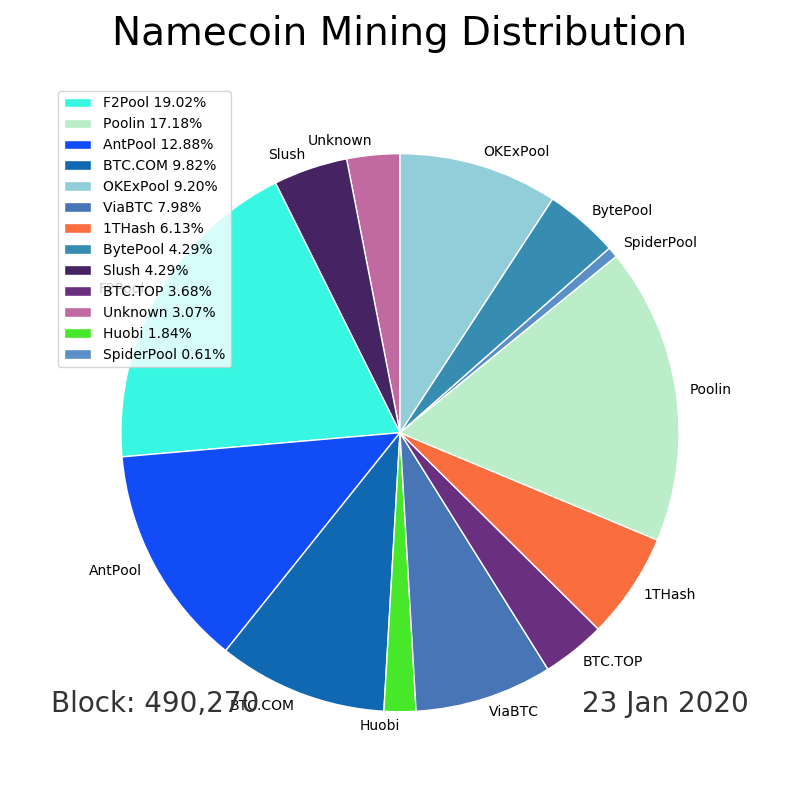 Namecoin Mining Distribution
F2Pool 19.02%
Poolin 17.18%
AntPool 12.88%
BTC.COM 9.82%
OKExPool 9.20%
ViaBTC 7.98%
1THash 6.13%
BytePool 4.29%
Slush 4.29%
BTC.TOP 3.68%
Unknown 3.07%
Huobi 1.84%
SpiderPool 0.61%
Unknown
Slush
OKExPool
BytePool
SpiderPool
F2Pool
Poolin
AntPool
1THash
BTC.TOP
BTC.COM
ViaBTC
Huobi
Block: 490,270
23 Jan 2020